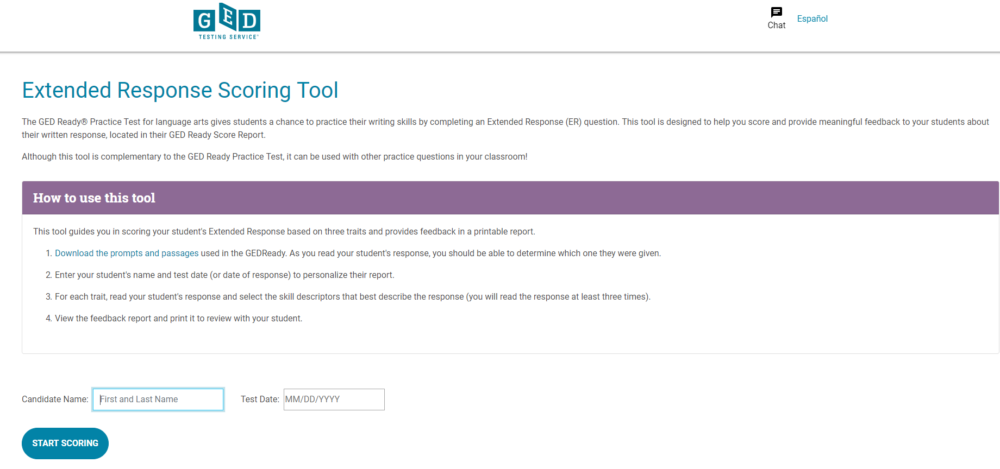 GED
TESTING SERVICE®
Chat
Español
Extended Response Scoring Tool
The GED Ready® Practice Test for language arts gives students a chance to practice their writing skills by completing an Extended Response (ER) question. This tool is designed to help you score and provide meaningful feedback to your students about
their written response, located in their GED Ready Score Report.
Although this tool is complementary to the GED Ready Practice Test, it can be used with other practice questions in your classroom!
How to use this tool
This tool guides you in scoring your student's Extended Response based on three traits and provides feedback in a printable report.
1. Download the prompts and passages used in the GEDReady. As you read your student's response, you should be able to determine which one they were given.
2. Enter your student's name and test date (or date of response) to personalize their report.
3. For each trait, read your student's response and select the skill descriptors that best describe the response (you will read the response at least three times).
4. View the feedback report and print it to review with your student.
Candidate Name: First and Last Name Test Date: MM/DD/YYYY
START SCORING